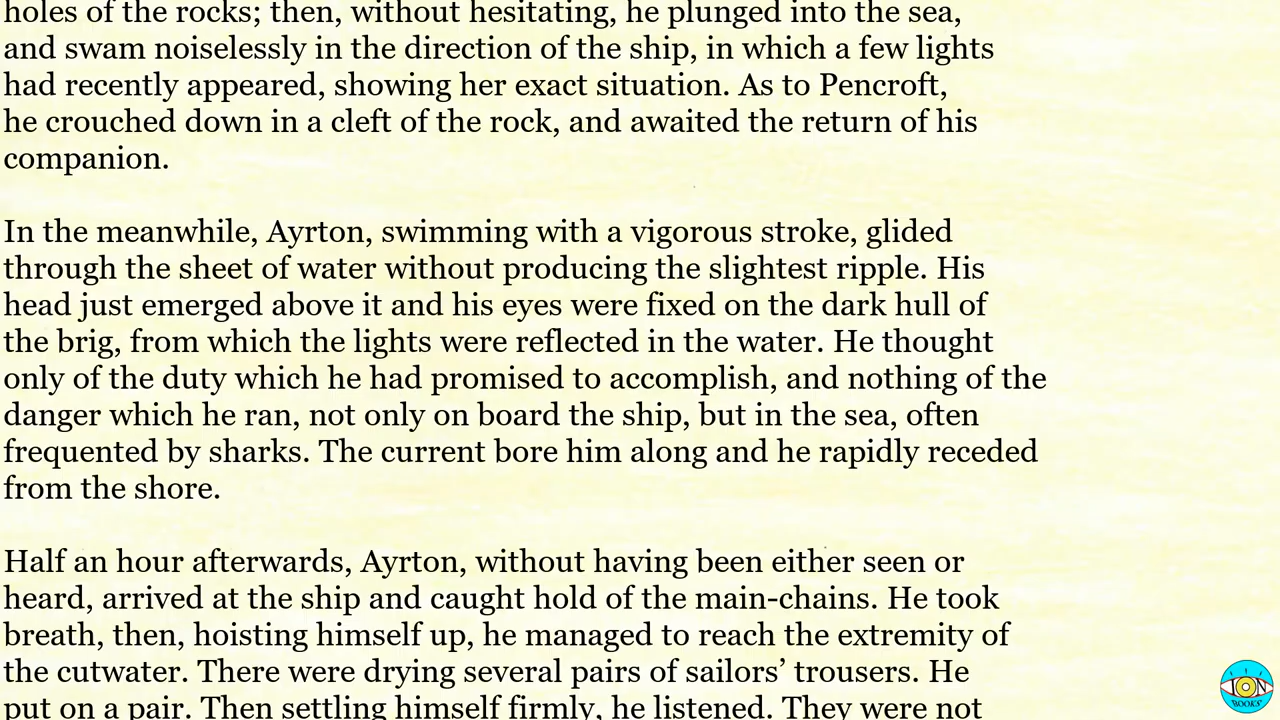 holes of the rocks; then, without hesitating, he plunged into the sea,
and swam noiselessly in the direction of the ship, in which a few lights
had recently appeared, showing her exact situation. As to Pencroft,
he crouched down in a cleft of the rock, and awaited the return of his
companion.
In the meanwhile, Ayrton, swimming with a vigorous stroke, glided
through the sheet of water without producing the slightest ripple. His
head just emerged above it and his eyes were fixed on the dark hull of
the brig, from which the lights were reflected in the water. He thought
only of the duty which he had promised to accomplish, and nothing of the
danger which he ran, not only on board the ship, but in the sea, often
frequented by sharks. The current bore him along and he rapidly receded
from the shore.
Half an hour afterwards, Ayrton, without having been either seen or
heard, arrived at the ship and caught hold of the main-chains. He took
breath, then, hoisting himself up, he managed to reach the extremity of
the cutwater. There were drying several pairs of sailors’ trousers. He
put on a pair. Then settling himself firmly, he listened. They were not
ION
BOOKS